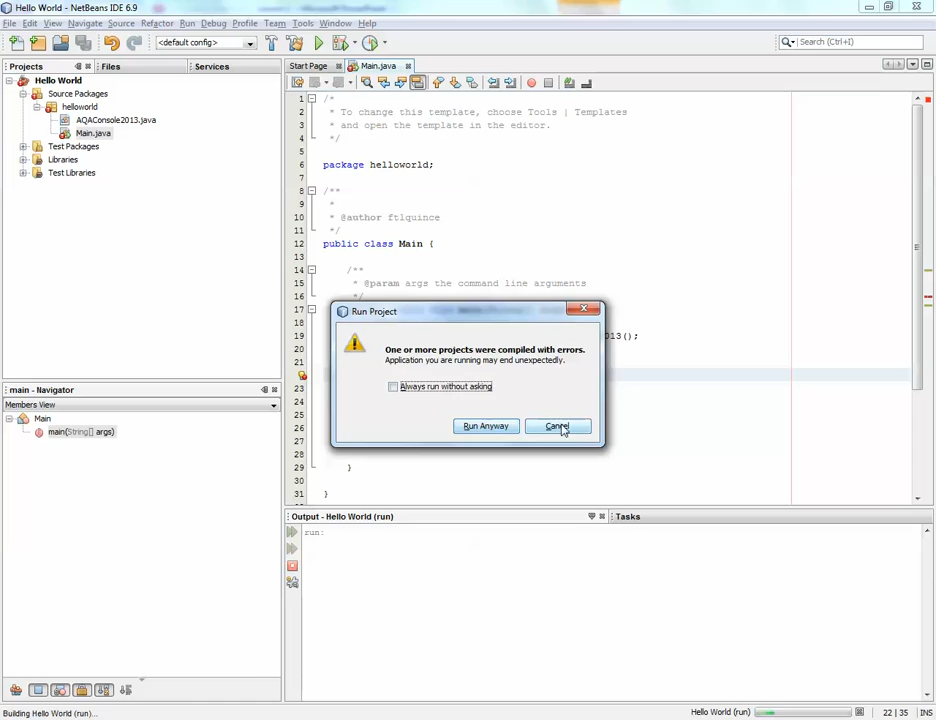 Hello World - NetBeans IDE 6.9
File Edit View Navigate Source Refactor Run Debug Profile Team Tools Window Help
<default config>
Search (Ctrl+I)
Projects Files Services
Start Page Main.java
Hello World
Source Packages
helloworld
AQAConsole2013.java
Main.java
Test Packages
Libraries
Test Libraries
1 /*
2 * To change this template, choose Tools | Templates
3 * and open the template in the editor.
4 */
5
6 package helloworld;
7
8 /**
9 *
10 * @author ftlquince
11 */
12 public class Main {
13
14 /**
15 * @param args the command line arguments
16 */
17
18
19 013();
20
21
23
24
25
26
27
28
29 }
30
31 }
Run Project
One or more projects were compiled with errors.
Application you are running may end unexpectedly.
Always run without asking
Run Anyway Cancel
main - Navigator
Members View
Main
main(String[] args)
Output - Hello World (run) Tasks
run:
Building Hello World (run)...
Hello World (run) 22 | 35 INS